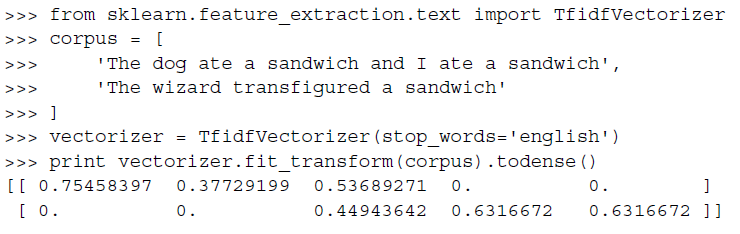 >>> from sklearn.feature_extraction.text import TfidfVectorizer
>>> corpus = [
>>>     'The dog ate a sandwich and I ate a sandwich',
>>>     'The wizard transfigured a sandwich'
>>> ]
>>> vectorizer = TfidfVectorizer(stop_words='english')
>>> print vectorizer.fit_transform(corpus).todense()
[[ 0.75458397  0.37729199  0.53689271  0.         0.        ]
 [ 0.          0.          0.44943642  0.6316672  0.6316672 ]]